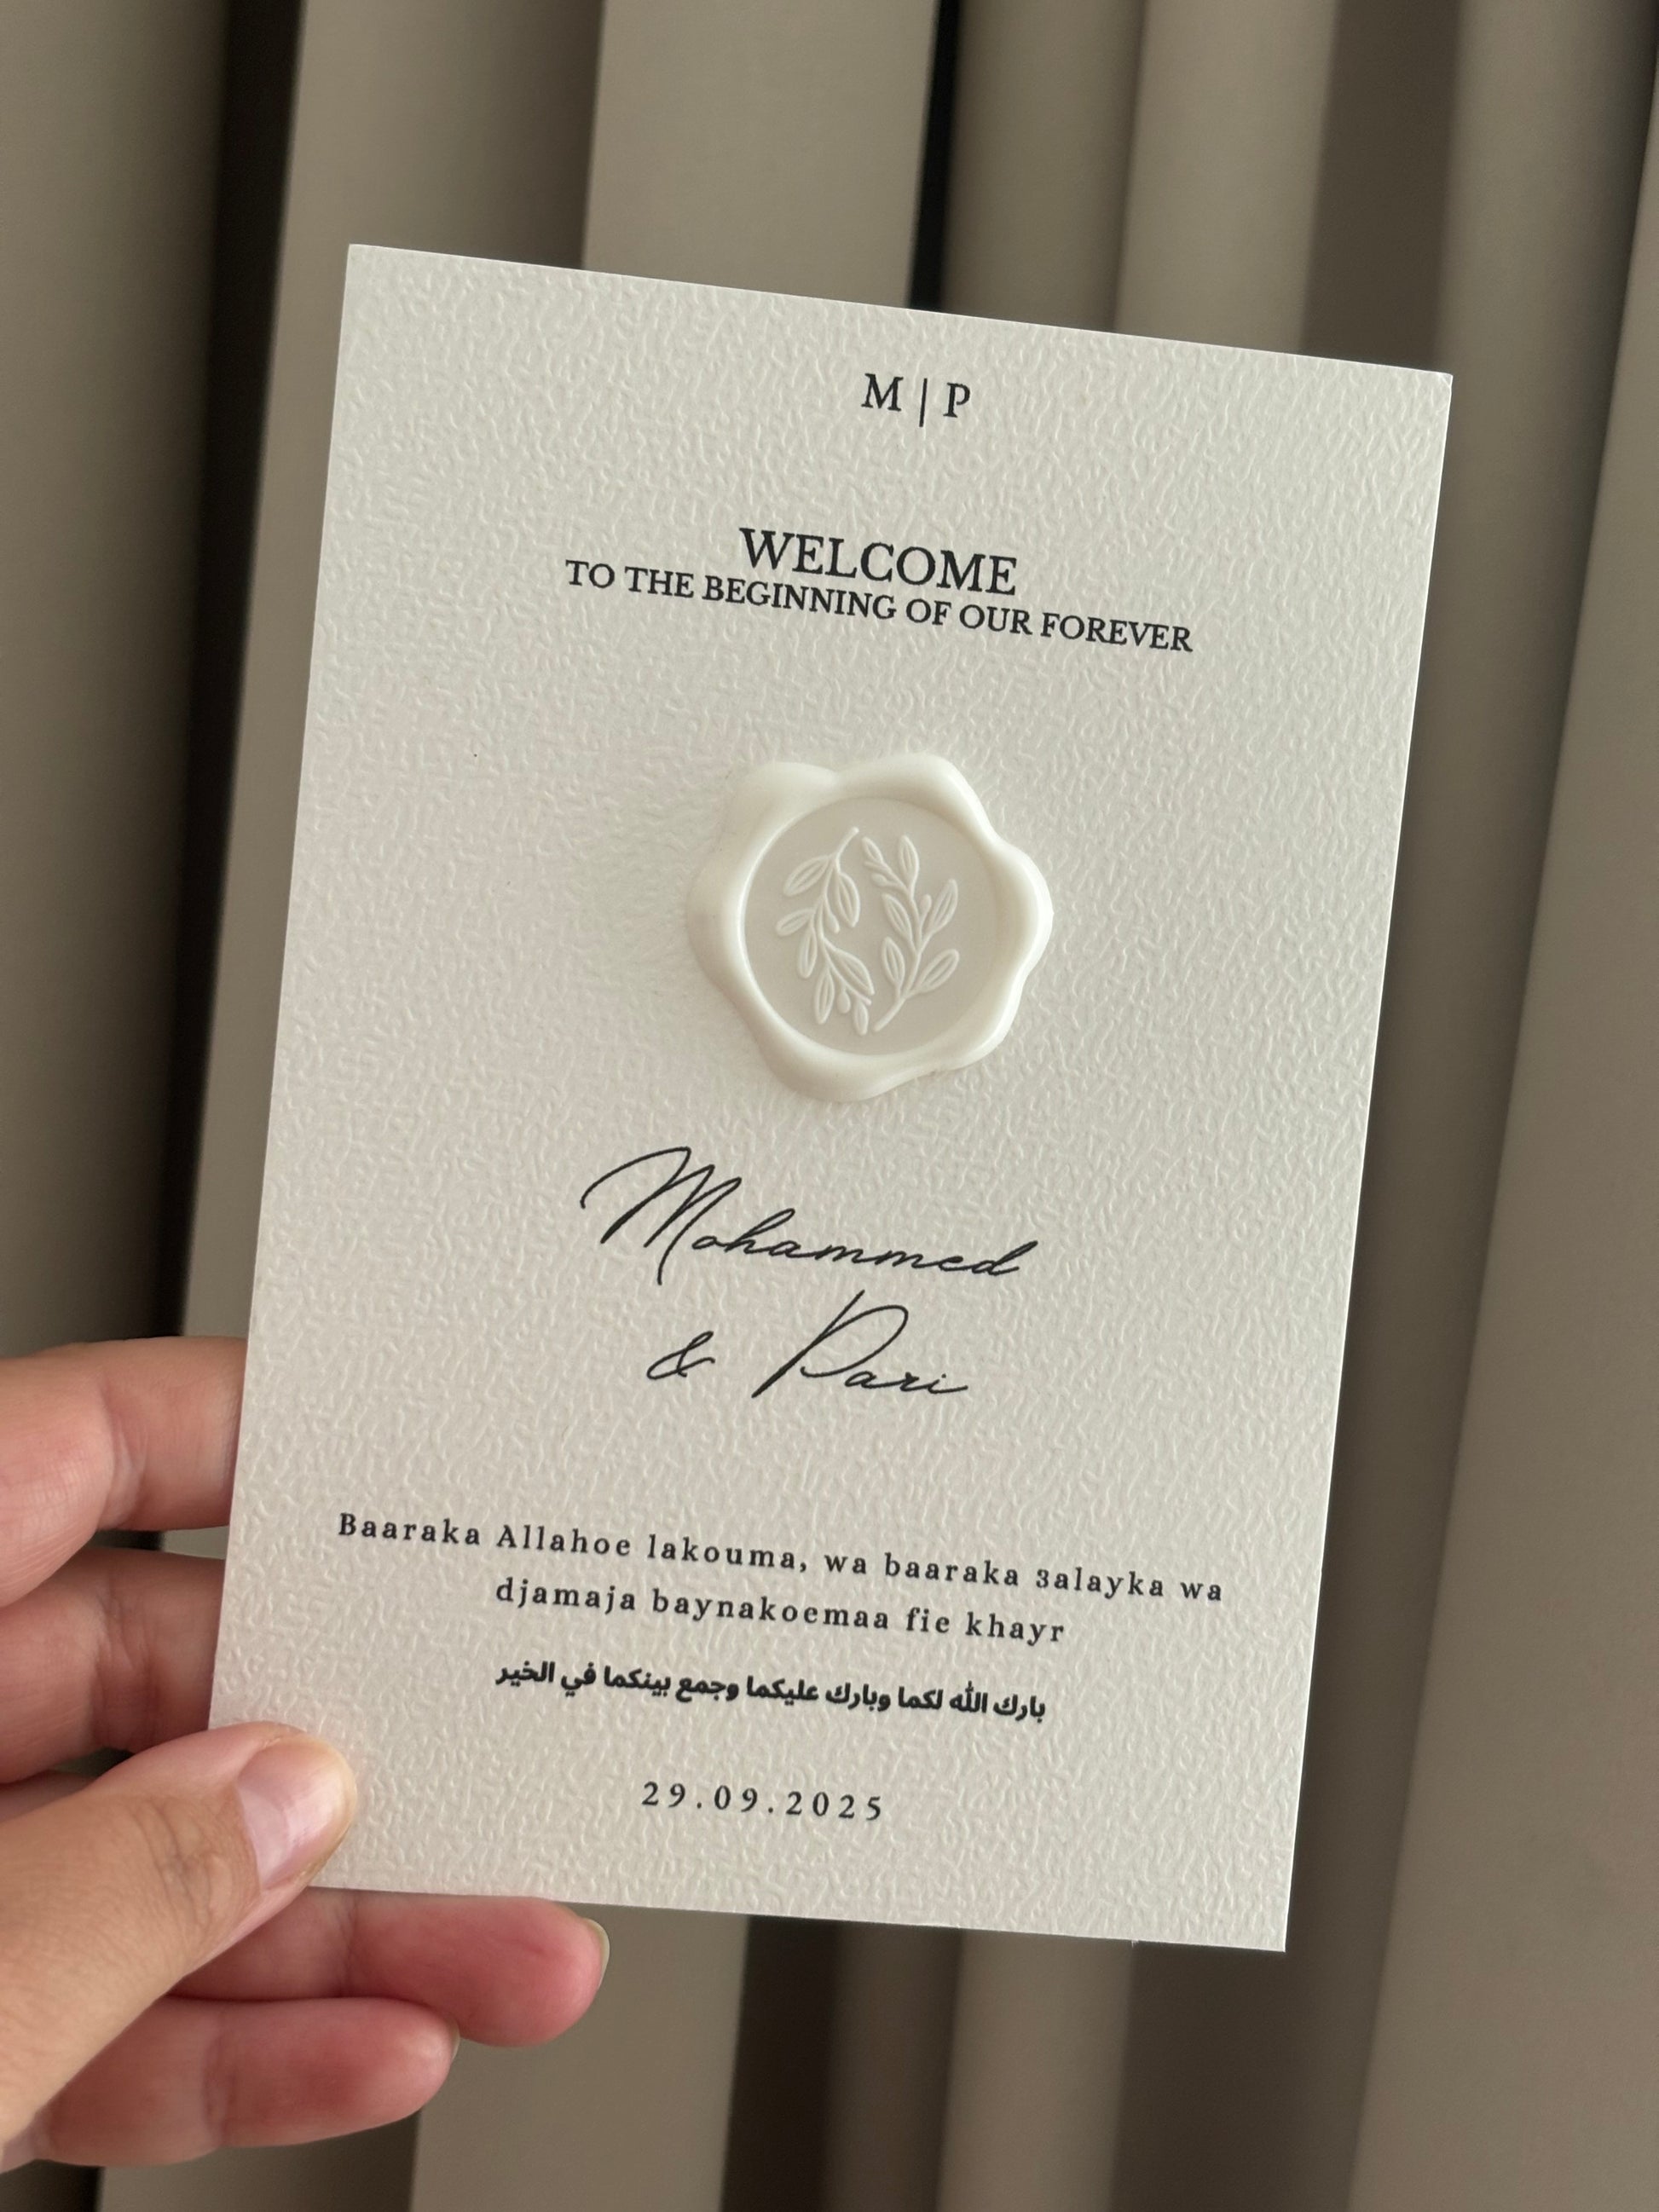 M | P
WELCOME
TO THE BEGINNING OF OUR FOREVER
Mohammed
& Pari
Baaraka Allahoe lakouma, wa baaraka 3alayka wa
djamaja baynakoemaa fie khayr
بارك الله لكما وبارك عليكما وجمع بينكما في الخير
29.09.2025